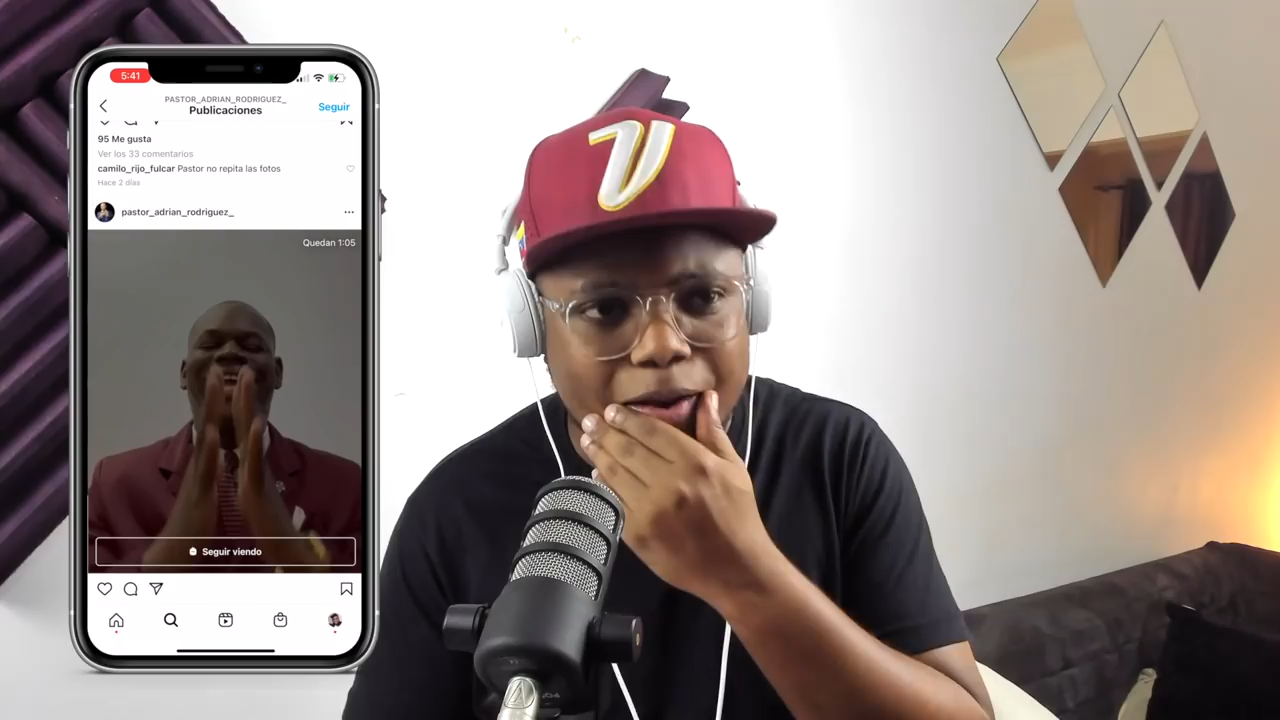 5:41
PASTOR_ADRIAN_RODRIGUEZ_
Publicaciones
Seguir
95 Me gusta
Ver los 33 comentarios
camilo_rijo_fulcar Pastor no repita las fotos
Hace 2 días
pastor_adrian_rodriguez_
Quedan 1:05
Seguir viendo
V